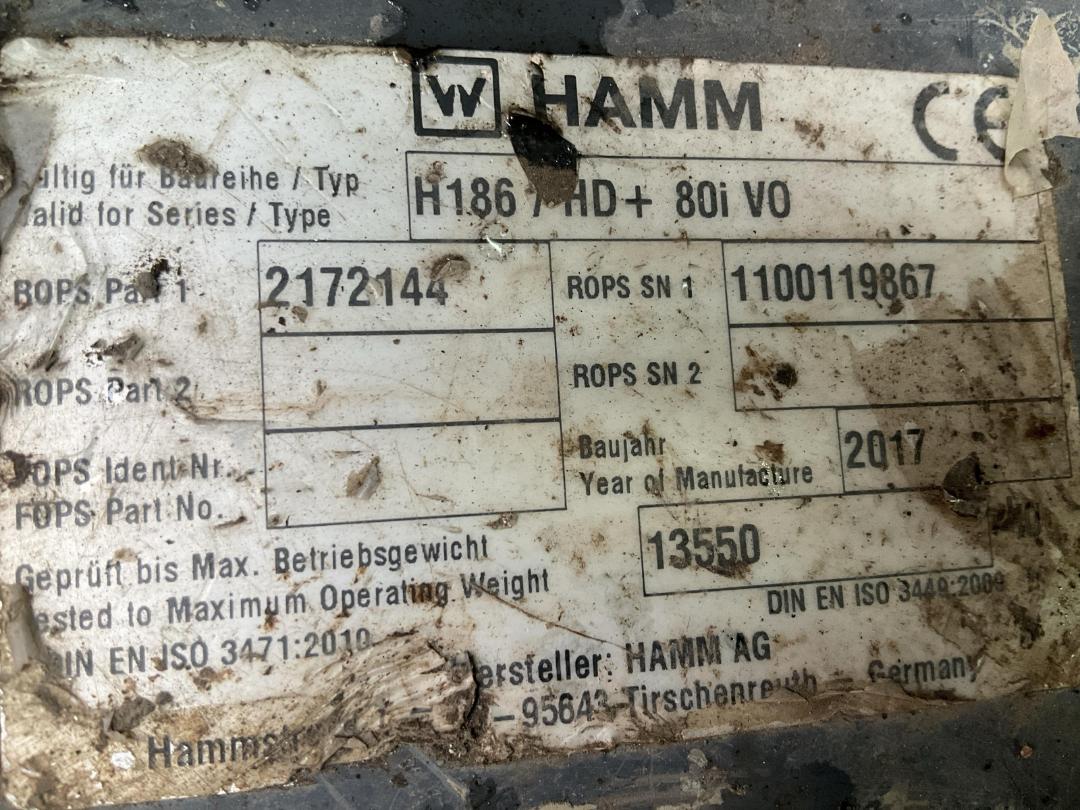 W HAMM CE
ültig für Baureihe / Typ
alid for Series / Type
H186 / HD+ 80i VO
ROPS Part 1 2172144 ROPS SN 1 1100119867
ROPS Part 2 ROPS SN 2
FOPS Ident-Nr.
FOPS Part No.
Baujahr
Year of Manufacture
2017
Geprüft bis Max. Betriebsgewicht
ested to Maximum Operating Weight
13550
DIN EN ISO 3471:2010
DIN EN ISO 3449:2009
Hersteller: HAMM AG
-95643-Tirschenreuth - Germany